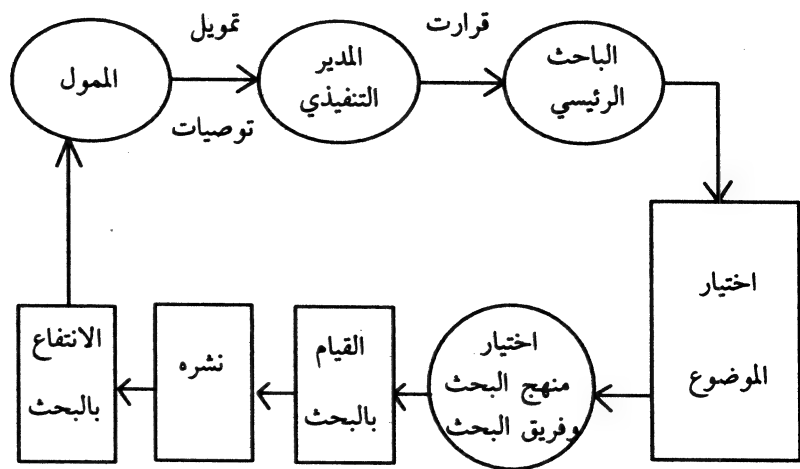 الباحث
الرئيسي
قرارت
المدير
التنفيذي
تمويل
توصيات
الممول
اختيار
الموضوع
اختيار
منهج البحث
وفريق البحث
القيام
بالبحث
نشره
الانتفاع
بالبحث